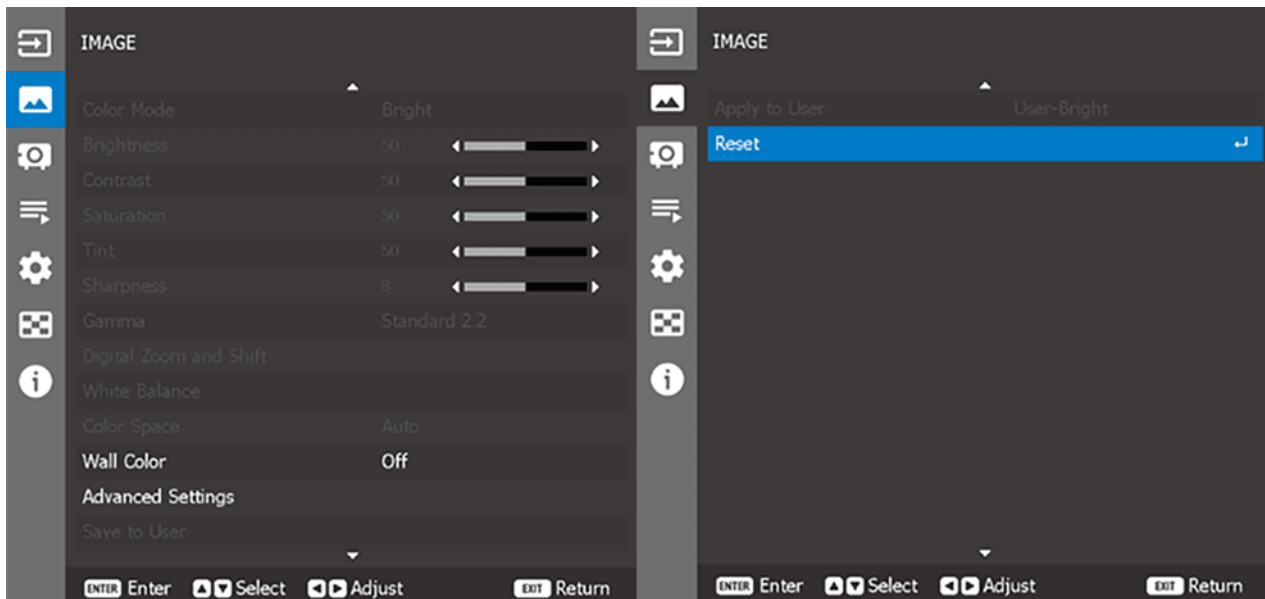 IMAGE
Color Mode Bright
Brightness 50
Contrast 50
Saturation 50
Tint 50
Sharpness 8
Gamma Standard 2.2
Digital Zoom and Shift
White Balance
Color Space Auto
Wall Color Off
Advanced Settings
Save to User
ENTER Enter Select Adjust EXIT Return
IMAGE
Apply to User User-Bright
Reset
ENTER Enter Select Adjust EXIT Return